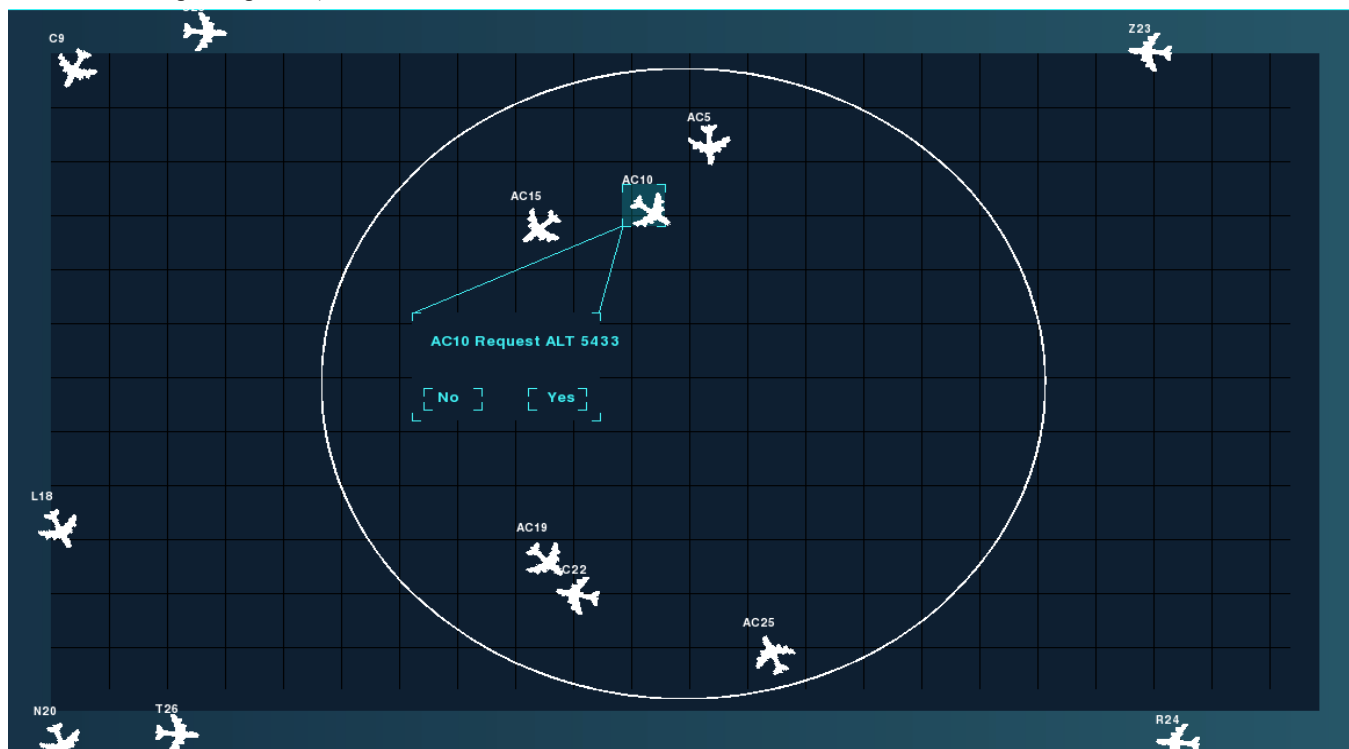 C9
Z23
AC5
AC10
AC15
AC10 Request ALT 5433
No
Yes
L18
AC19
C22
AC25
N20
T26
R24